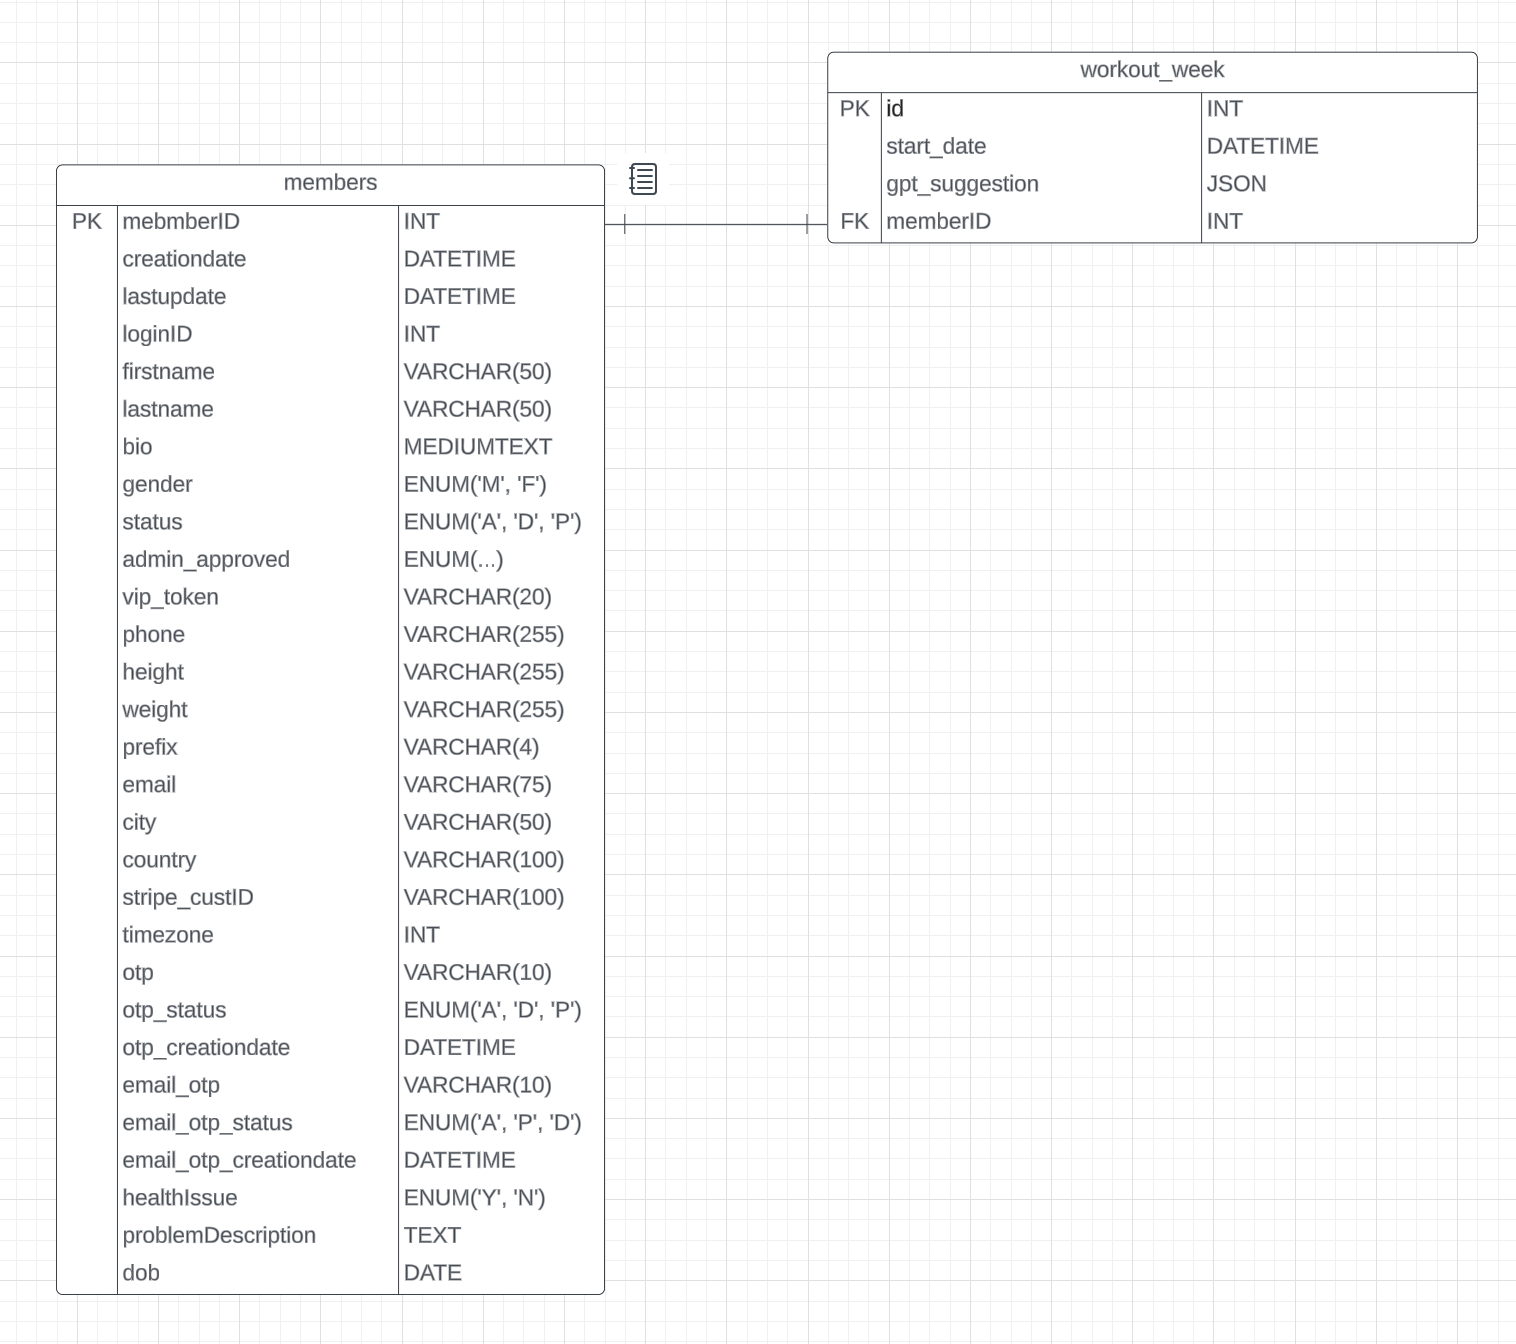 workout_week
PK id INT
start_date DATETIME
gpt_suggestion JSON
FK memberID INT
members
PK mebmberID INT
creationdate DATETIME
lastupdate DATETIME
loginID INT
firstname VARCHAR(50)
lastname VARCHAR(50)
bio MEDIUMTEXT
gender ENUM('M', 'F')
status ENUM('A', 'D', 'P')
admin_approved ENUM(...)
vip_token VARCHAR(20)
phone VARCHAR(255)
height VARCHAR(255)
weight VARCHAR(255)
prefix VARCHAR(4)
email VARCHAR(75)
city VARCHAR(50)
country VARCHAR(100)
stripe_custID VARCHAR(100)
timezone INT
otp VARCHAR(10)
otp_status ENUM('A', 'D', 'P')
otp_creationdate DATETIME
email_otp VARCHAR(10)
email_otp_status ENUM('A', 'P', 'D')
email_otp_creationdate DATETIME
healthIssue ENUM('Y', 'N')
problemDescription TEXT
dob DATE